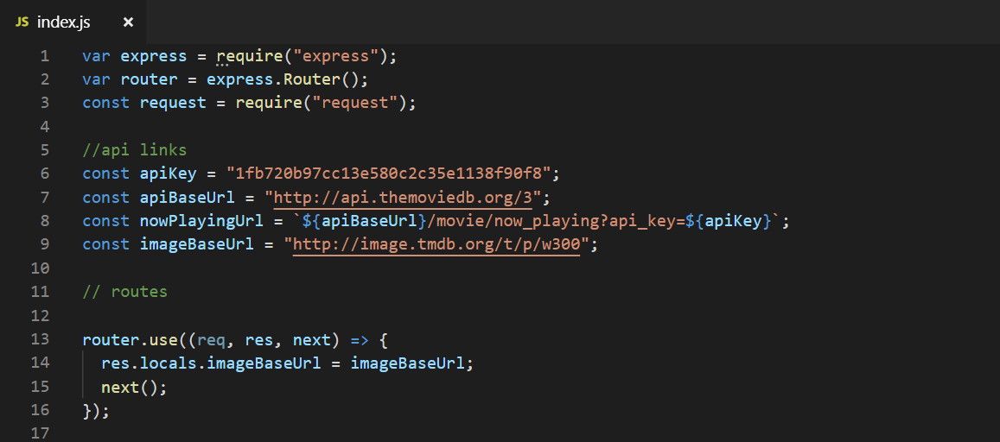 JS index.js ×
1 var express = require("express");
2 var router = express.Router();
3 const request = require("request");
4
5 //api links
6 const apiKey = "1fb720b97cc13e580c2c35e1138f90f8";
7 const apiBaseUrl = "http://api.themoviedb.org/3";
8 const nowPlayingUrl = `${apiBaseUrl}/movie/now_playing?api_key=${apiKey}`;
9 const imageBaseUrl = "http://image.tmdb.org/t/p/w300";
10
11 // routes
12
13 router.use((req, res, next) => {
14   res.locals.imageBaseUrl = imageBaseUrl;
15   next();
16 });
17